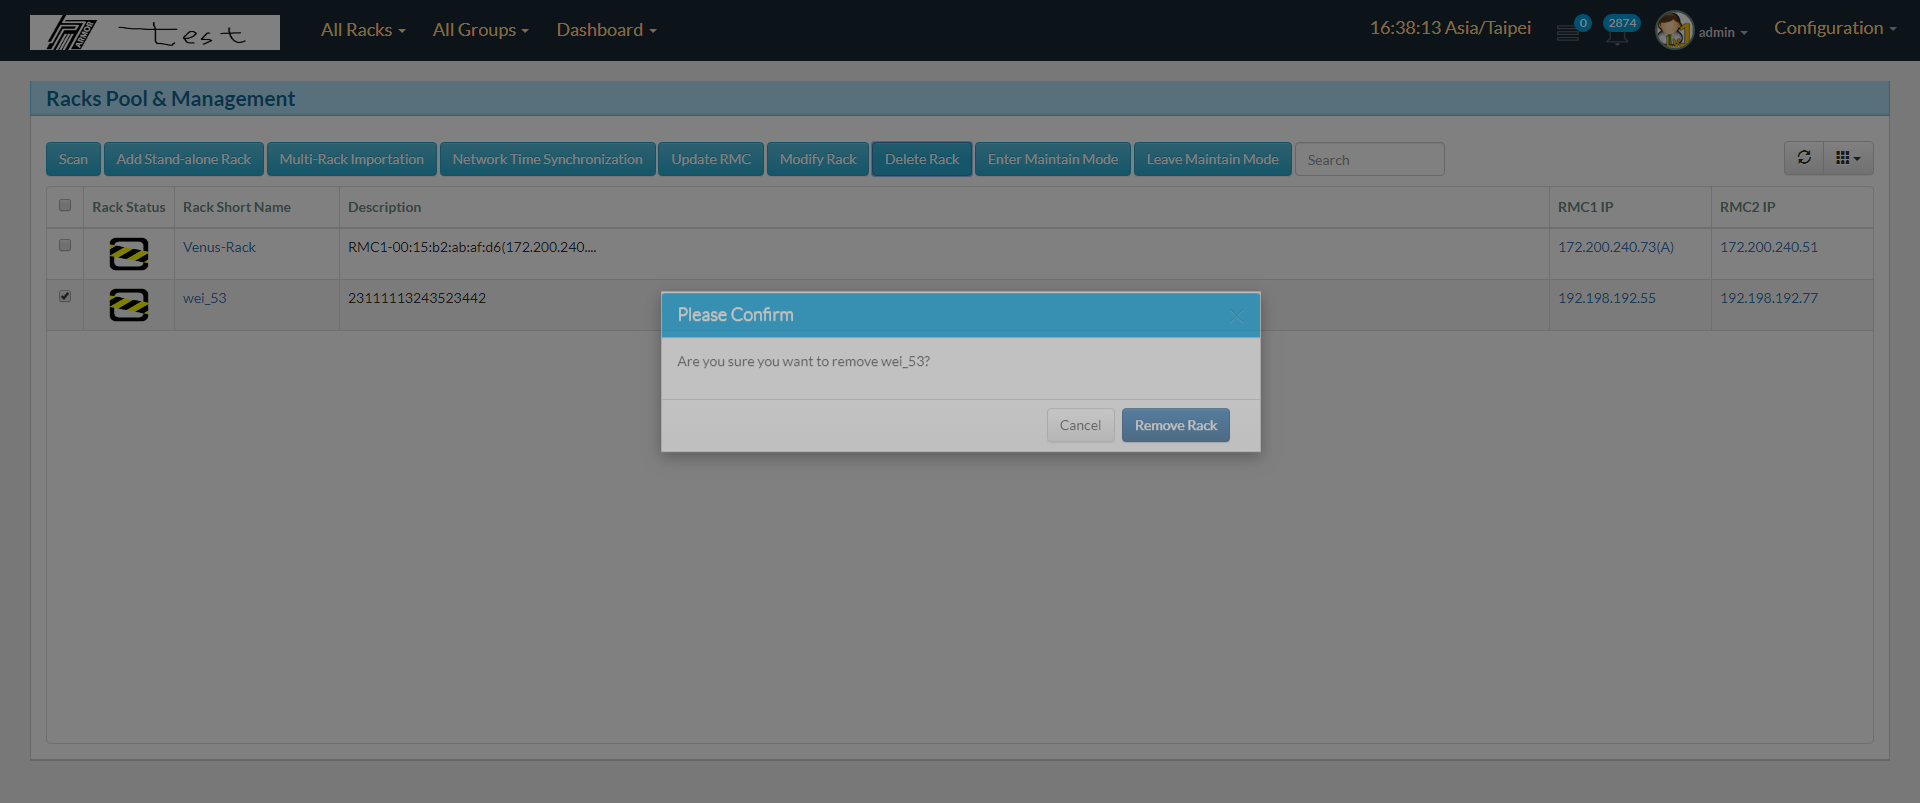 ARMOR test All Racks All Groups Dashboard 16:38:13 Asia/Taipei 0 2874 admin Configuration
Racks Pool & Management
Scan Add Stand-alone Rack Multi-Rack Importation Network Time Synchronization Update RMC Modify Rack Delete Rack Enter Maintain Mode Leave Maintain Mode Search
Rack Status Rack Short Name Description RMC1 IP RMC2 IP
Venus-Rack RMC1-00:15:b2:ab:af:d6(172.200.240.... 172.200.240.73(A) 172.200.240.51
wei_53 23111113243523442 192.198.192.55 192.198.192.77
Please Confirm
Are you sure you want to remove wei_53?
Cancel Remove Rack